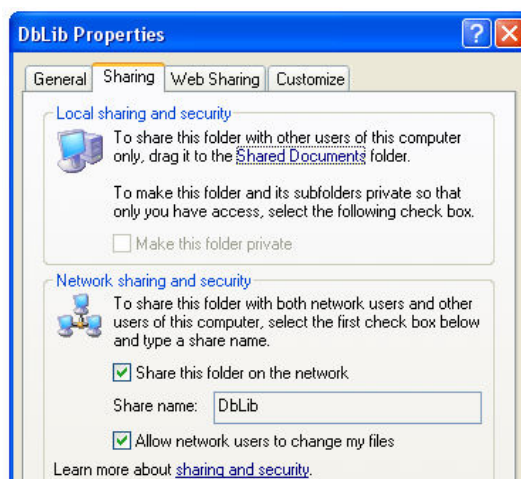 DbLib Properties
General Sharing Web Sharing Customize
Local sharing and security
To share this folder with other users of this computer
only, drag it to the Shared Documents folder.
To make this folder and its subfolders private so that
only you have access, select the following check box.
Make this folder private
Network sharing and security
To share this folder with both network users and other
users of this computer, select the first check box below
and type a share name.
Share this folder on the network
Share name: DbLib
Allow network users to change my files
Learn more about sharing and security.